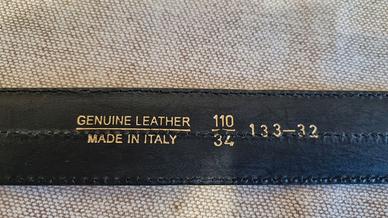 GENUINE LEATHER 110 133-32
MADE IN ITALY 34